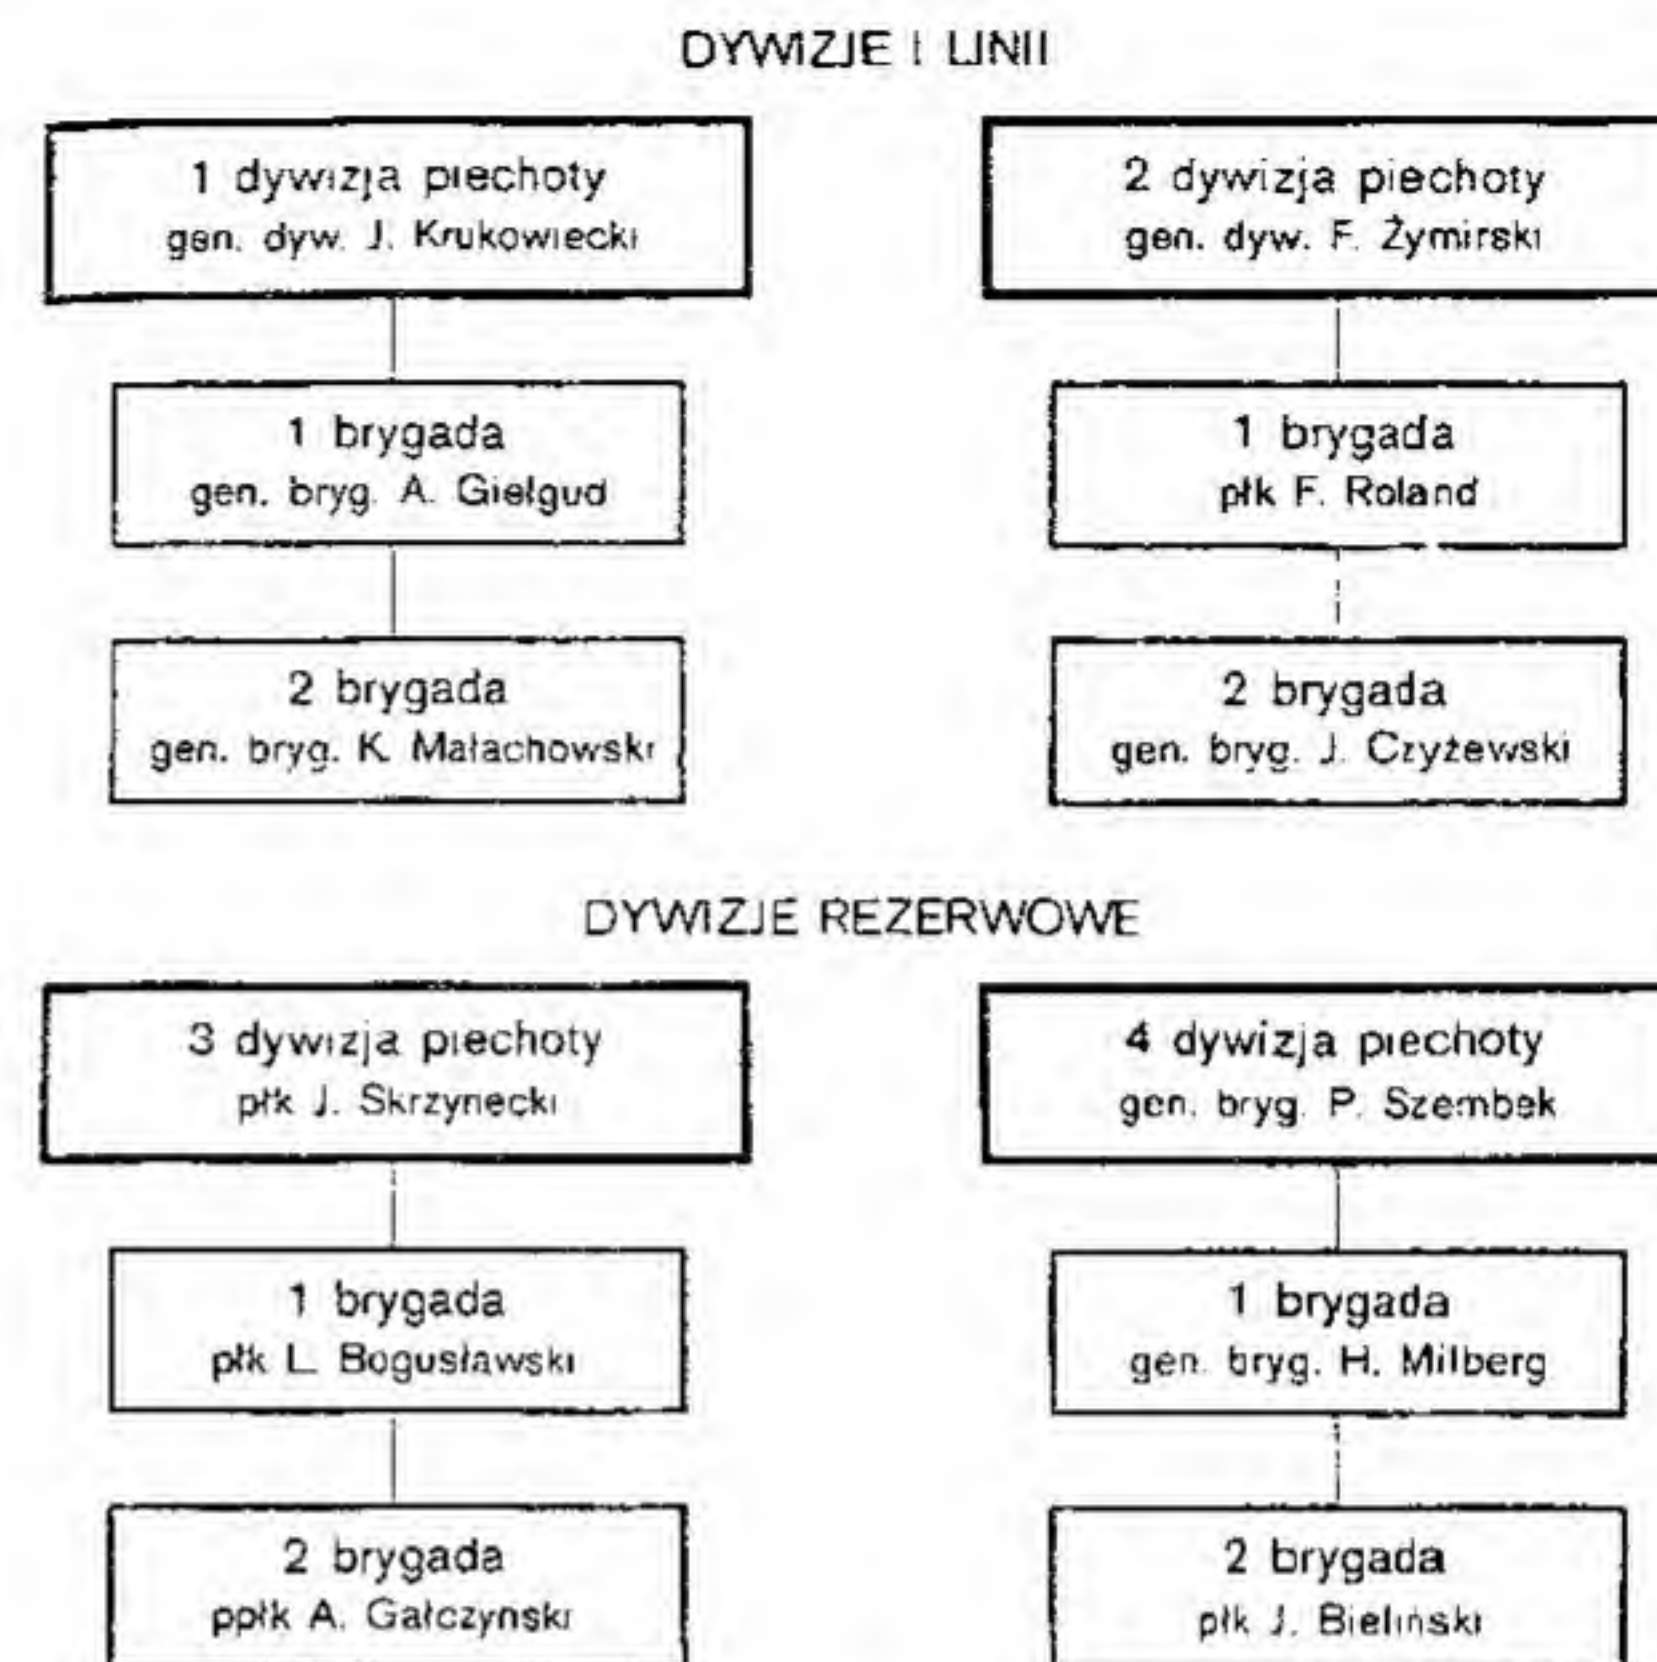 DYWIZJE I LINII
1 dywizja piechoty
gen. dyw. J. Krukowiecki
1 brygada
gen. bryg. A. Giełgud
2 brygada
gen. bryg. K. Małachowski
2 dywizja piechoty
gen. dyw. F. Żymirski
1 brygada
płk F. Roland
2 brygada
gen. bryg. J. Czyżewski
DYWIZJE REZERWOWE
3 dywizja piechoty
płk J. Skrzynecki
1 brygada
płk L. Bogusławski
2 brygada
ppłk A. Gałczynski
4 dywizja piechoty
gen. bryg. P. Szembek
1 brygada
gen. bryg. H. Milberg
2 brygada
płk J. Bieliński